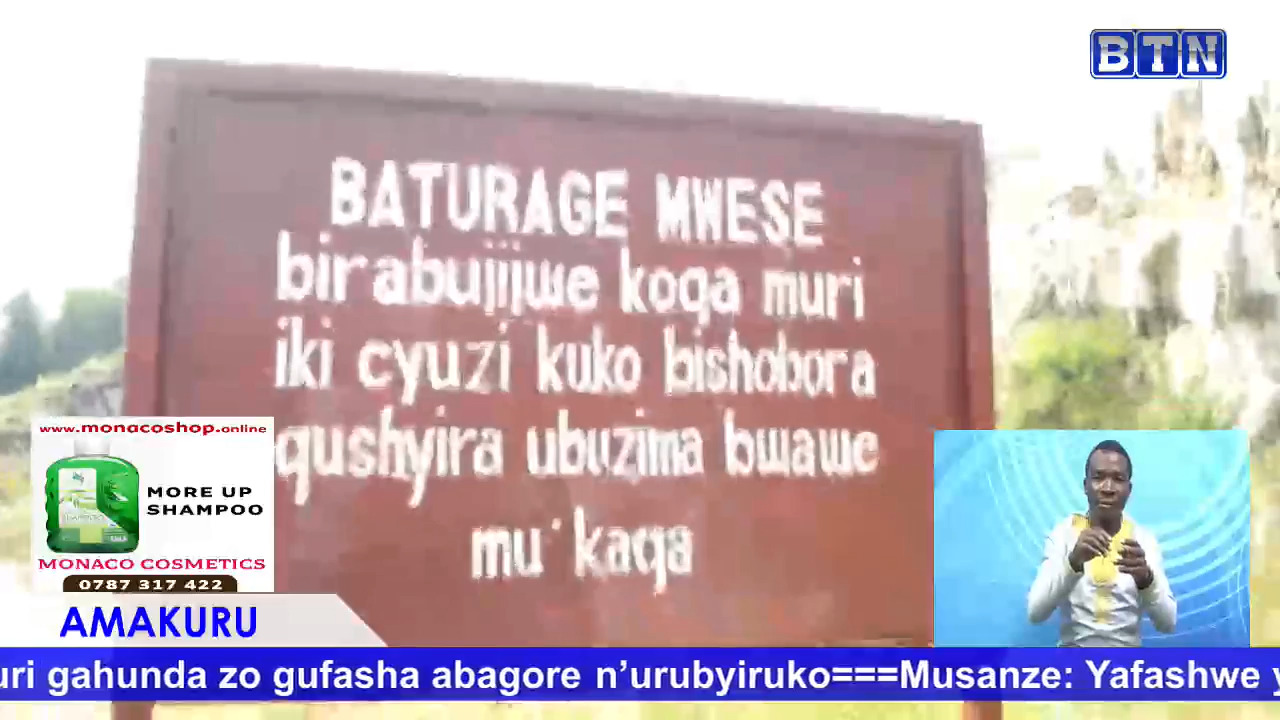 BTN
BATURAGE MWESE
birabujijwe koga muri
iki cyuzi kuko bishobora
gushyira ubuzima bwawe
mu' kaga
www.monacoshop.online
MORE UP
SHAMPOO
MONACO COSMETICS
0787 317 422
AMAKURU
uri gahunda zo gufasha abagore n'urubyiruko===Musanze: Yafashwe y